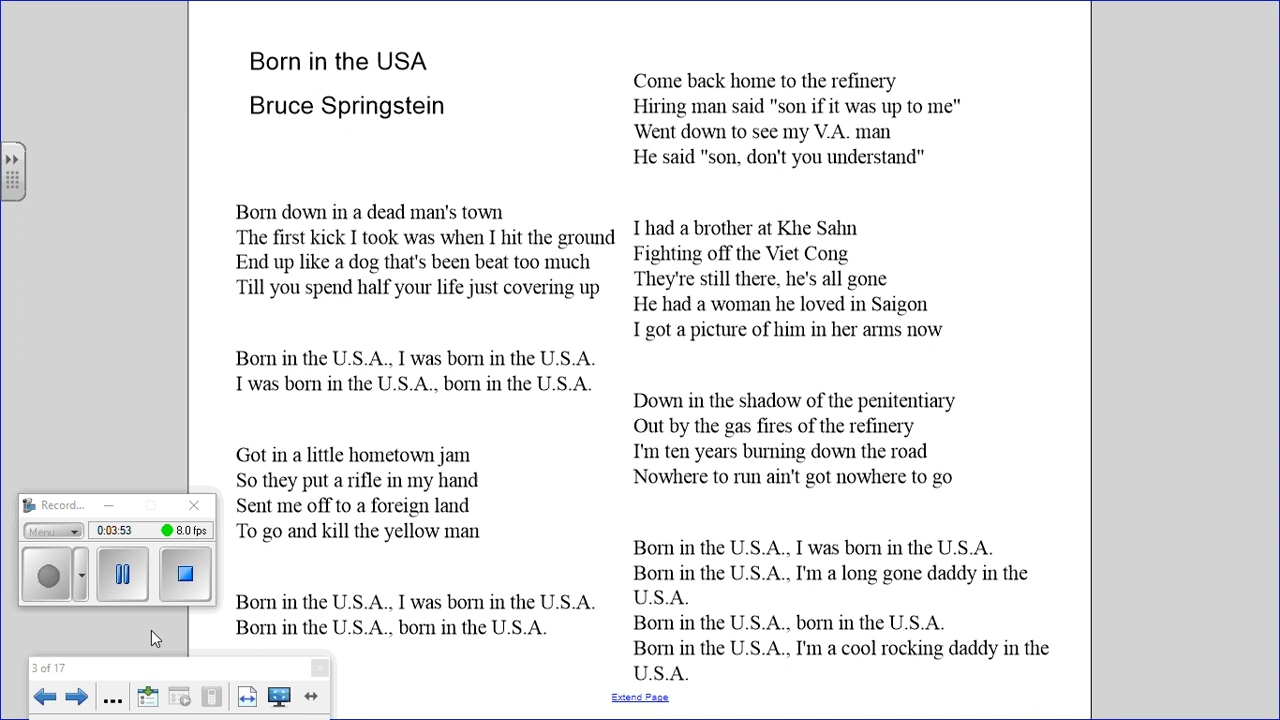 Born in the USA
Bruce Springstein
Born down in a dead man's town
The first kick I took was when I hit the ground
End up like a dog that's been beat too much
Till you spend half your life just covering up
Born in the U.S.A., I was born in the U.S.A.
I was born in the U.S.A., born in the U.S.A.
Got in a little hometown jam
So they put a rifle in my hand
Sent me off to a foreign land
To go and kill the yellow man
Born in the U.S.A., I was born in the U.S.A.
Born in the U.S.A., born in the U.S.A.
Come back home to the refinery
Hiring man said "son if it was up to me"
Went down to see my V.A. man
He said "son, don't you understand"
I had a brother at Khe Sahn
Fighting off the Viet Cong
They're still there, he's all gone
He had a woman he loved in Saigon
I got a picture of him in her arms now
Down in the shadow of the penitentiary
Out by the gas fires of the refinery
I'm ten years burning down the road
Nowhere to run ain't got nowhere to go
Born in the U.S.A., I was born in the U.S.A.
Born in the U.S.A., I'm a long gone daddy in the
U.S.A.
Born in the U.S.A., born in the U.S.A.
Born in the U.S.A., I'm a cool rocking daddy in the
U.S.A.
Extend Page
Record...
Menu
0:03:53
8.0 fps
3 of 17